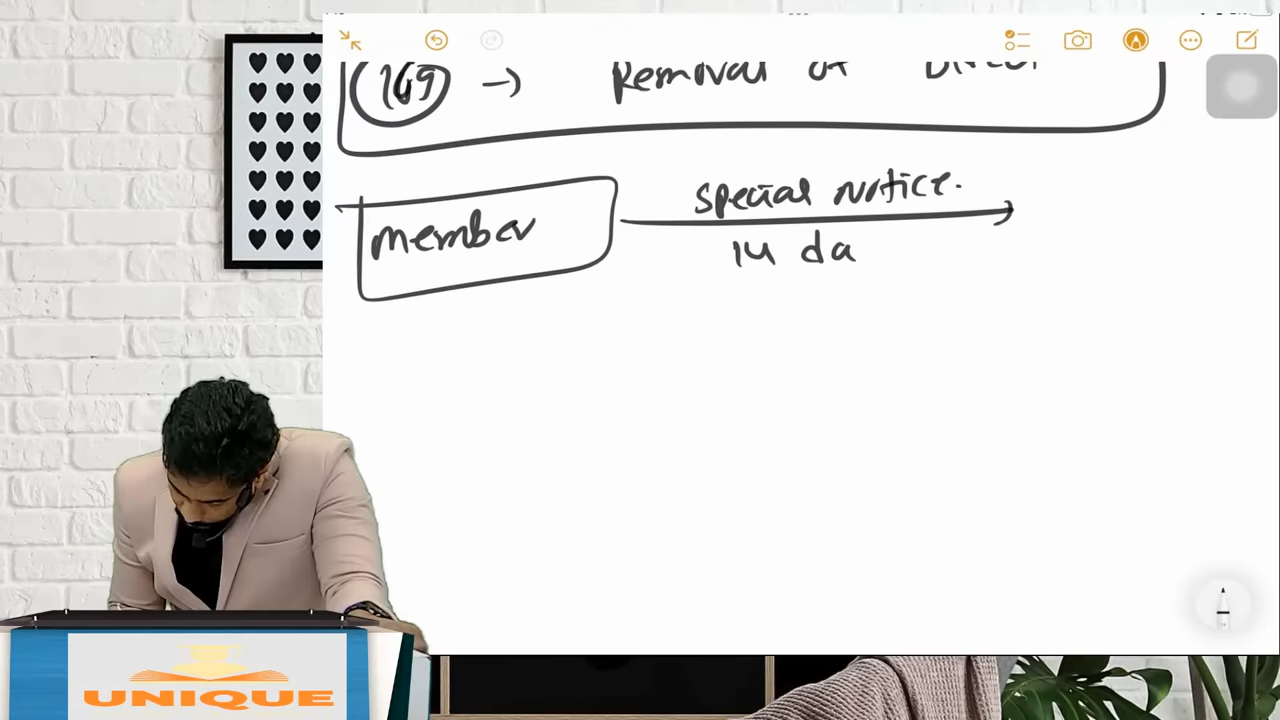 169 → Removal of
member
special notice.
14 da
UNIQUE